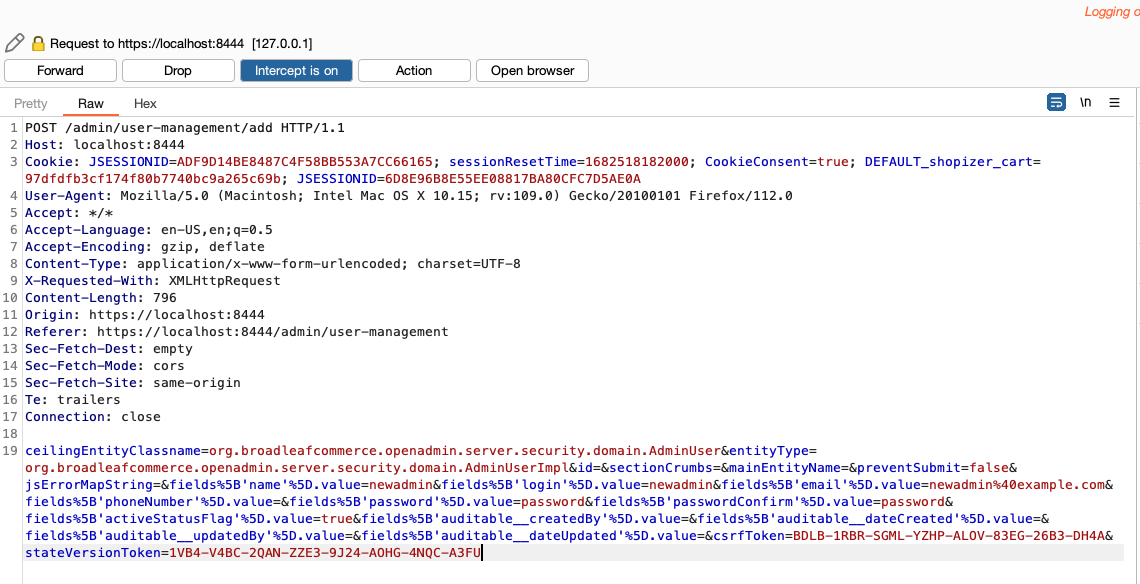 Logging o
Request to https://localhost:8444 [127.0.0.1]
Forward Drop Intercept is on Action Open browser
Pretty Raw Hex \n
1 POST /admin/user-management/add HTTP/1.1
2 Host: localhost:8444
3 Cookie: JSESSIONID=ADF9D14BE8487C4F58BB553A7CC66165; sessionResetTime=1682518182000; CookieConsent=true; DEFAULT_shopizer_cart=
97dfdfb3cf174f80b7740bc9a265c69b; JSESSIONID=6D8E96B8E55EE08817BA80CFC7D5AE0A
4 User-Agent: Mozilla/5.0 (Macintosh; Intel Mac OS X 10.15; rv:109.0) Gecko/20100101 Firefox/112.0
5 Accept: */*
6 Accept-Language: en-US,en;q=0.5
7 Accept-Encoding: gzip, deflate
8 Content-Type: application/x-www-form-urlencoded; charset=UTF-8
9 X-Requested-With: XMLHttpRequest
10 Content-Length: 796
11 Origin: https://localhost:8444
12 Referer: https://localhost:8444/admin/user-management
13 Sec-Fetch-Dest: empty
14 Sec-Fetch-Mode: cors
15 Sec-Fetch-Site: same-origin
16 Te: trailers
17 Connection: close
18
19 ceilingEntityClassname=org.broadleafcommerce.openadmin.server.security.domain.AdminUser&entityType=
org.broadleafcommerce.openadmin.server.security.domain.AdminUserImpl&id=&sectionCrumbs=&mainEntityName=&preventSubmit=false&
jsErrorMapString=&fields%5B'name'%5D.value=newadmin&fields%5B'login'%5D.value=newadmin&fields%5B'email'%5D.value=newadmin%40example.com&
fields%5B'phoneNumber'%5D.value=&fields%5B'password'%5D.value=password&fields%5B'passwordConfirm'%5D.value=password&
fields%5B'activeStatusFlag'%5D.value=true&fields%5B'auditable__createdBy'%5D.value=&fields%5B'auditable__dateCreated'%5D.value=&
fields%5B'auditable__updatedBy'%5D.value=&fields%5B'auditable__dateUpdated'%5D.value=&csrfToken=BDLB-1RBR-SGML-YZHP-ALOV-83EG-26B3-DH4A&
stateVersionToken=1VB4-V4BC-2QAN-ZZE3-9J24-AOHG-4NQC-A3FU